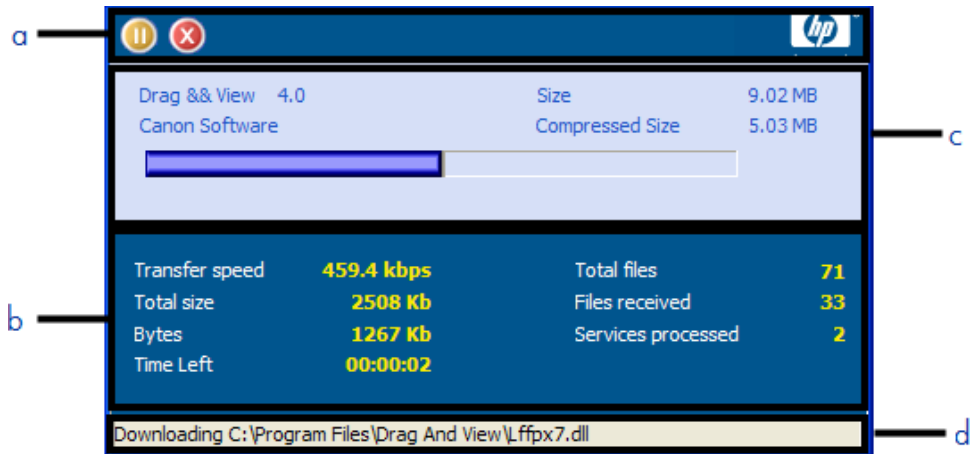 a
hp
Drag && View 4.0 Size 9.02 MB
Canon Software Compressed Size 5.03 MB
c
Transfer speed 459.4 kbps Total files 71
Total size 2508 Kb Files received 33
b
Bytes 1267 Kb Services processed 2
Time Left 00:00:02
Downloading C:\Program Files\Drag And View\Lffpx7.dll
d